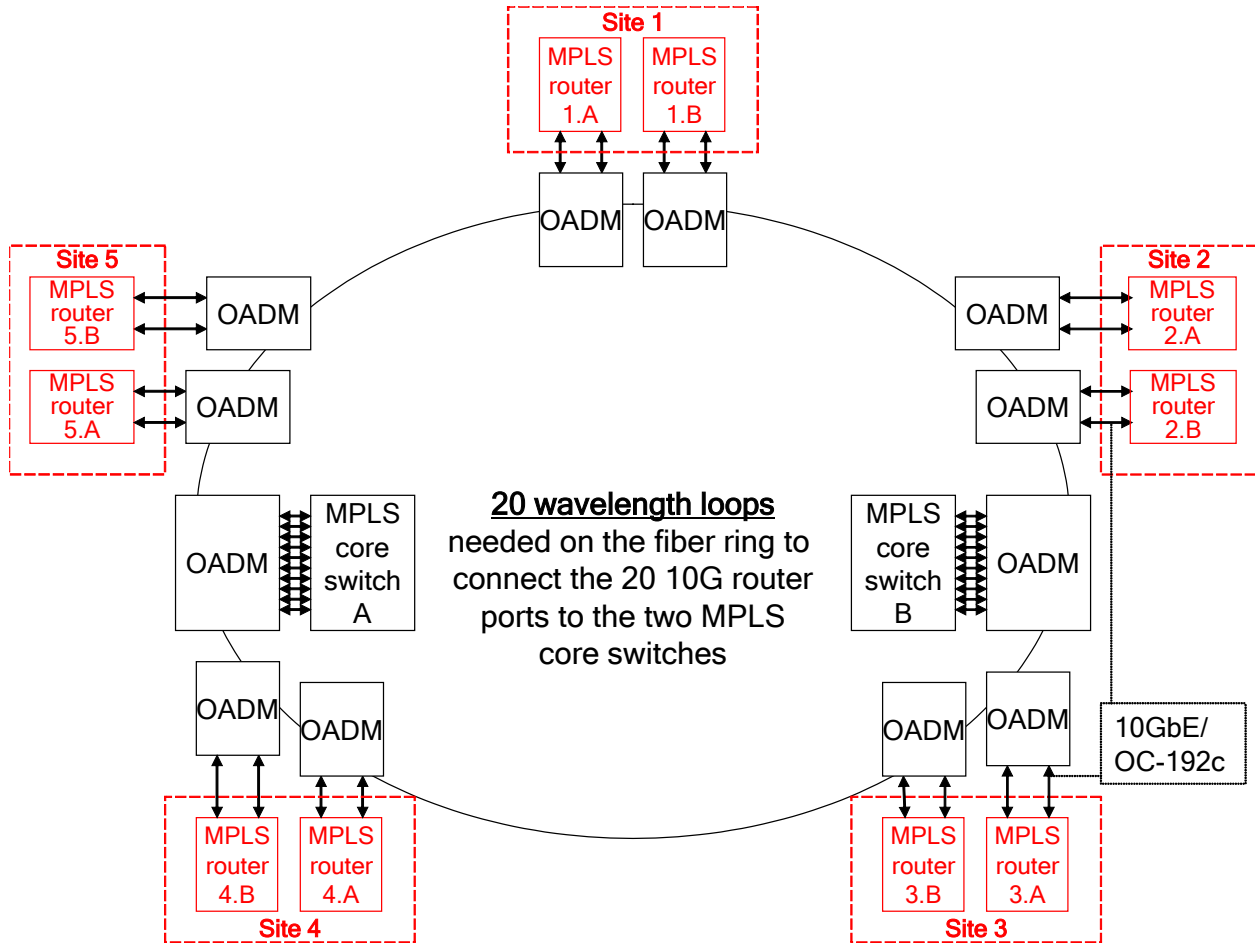 Site 1
MPLS
router
1.A
MPLS
router
1.B
OADM
OADM
Site 5
MPLS
router
5.B
OADM
MPLS
router
5.A
OADM
Site 2
OADM
MPLS
router
2.A
OADM
MPLS
router
2.B
OADM
MPLS
core
switch
A
20 wavelength loops
needed on the fiber ring to
connect the 20 10G router
ports to the two MPLS
core switches
MPLS
core
switch
B
OADM
OADM
OADM
OADM
OADM
10GbE/
OC-192c
MPLS
router
4.B
MPLS
router
4.A
Site 4
MPLS
router
3.B
MPLS
router
3.A
Site 3